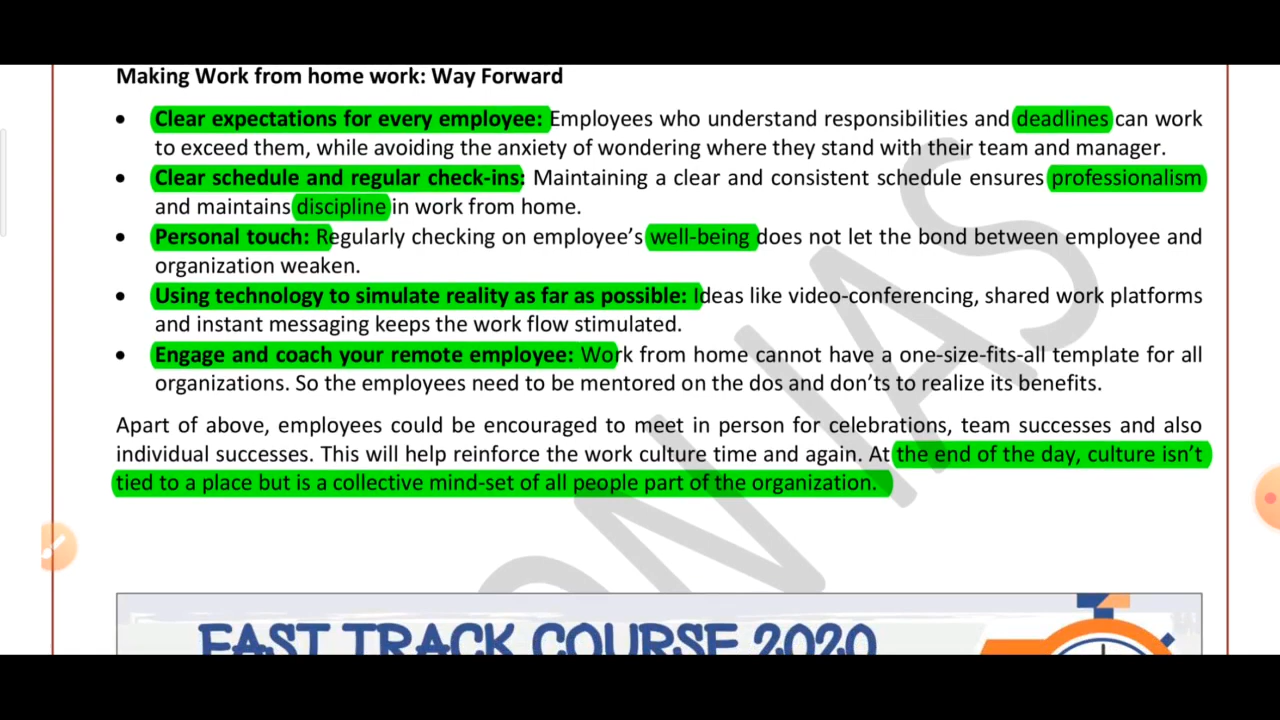 Making Work from home work: Way Forward
• Clear expectations for every employee: Employees who understand responsibilities and deadlines can work
to exceed them, while avoiding the anxiety of wondering where they stand with their team and manager.
• Clear schedule and regular check-ins: Maintaining a clear and consistent schedule ensures professionalism
and maintains discipline in work from home.
• Personal touch: Regularly checking on employee’s well-being does not let the bond between employee and
organization weaken.
• Using technology to simulate reality as far as possible: Ideas like video-conferencing, shared work platforms
and instant messaging keeps the work flow stimulated.
• Engage and coach your remote employee: Work from home cannot have a one-size-fits-all template for all
organizations. So the employees need to be mentored on the dos and don’ts to realize its benefits.
Apart of above, employees could be encouraged to meet in person for celebrations, team successes and also
individual successes. This will help reinforce the work culture time and again. At the end of the day, culture isn’t
tied to a place but is a collective mind-set of all people part of the organization.
ON IAS
FAST TRACK COURSE 2020